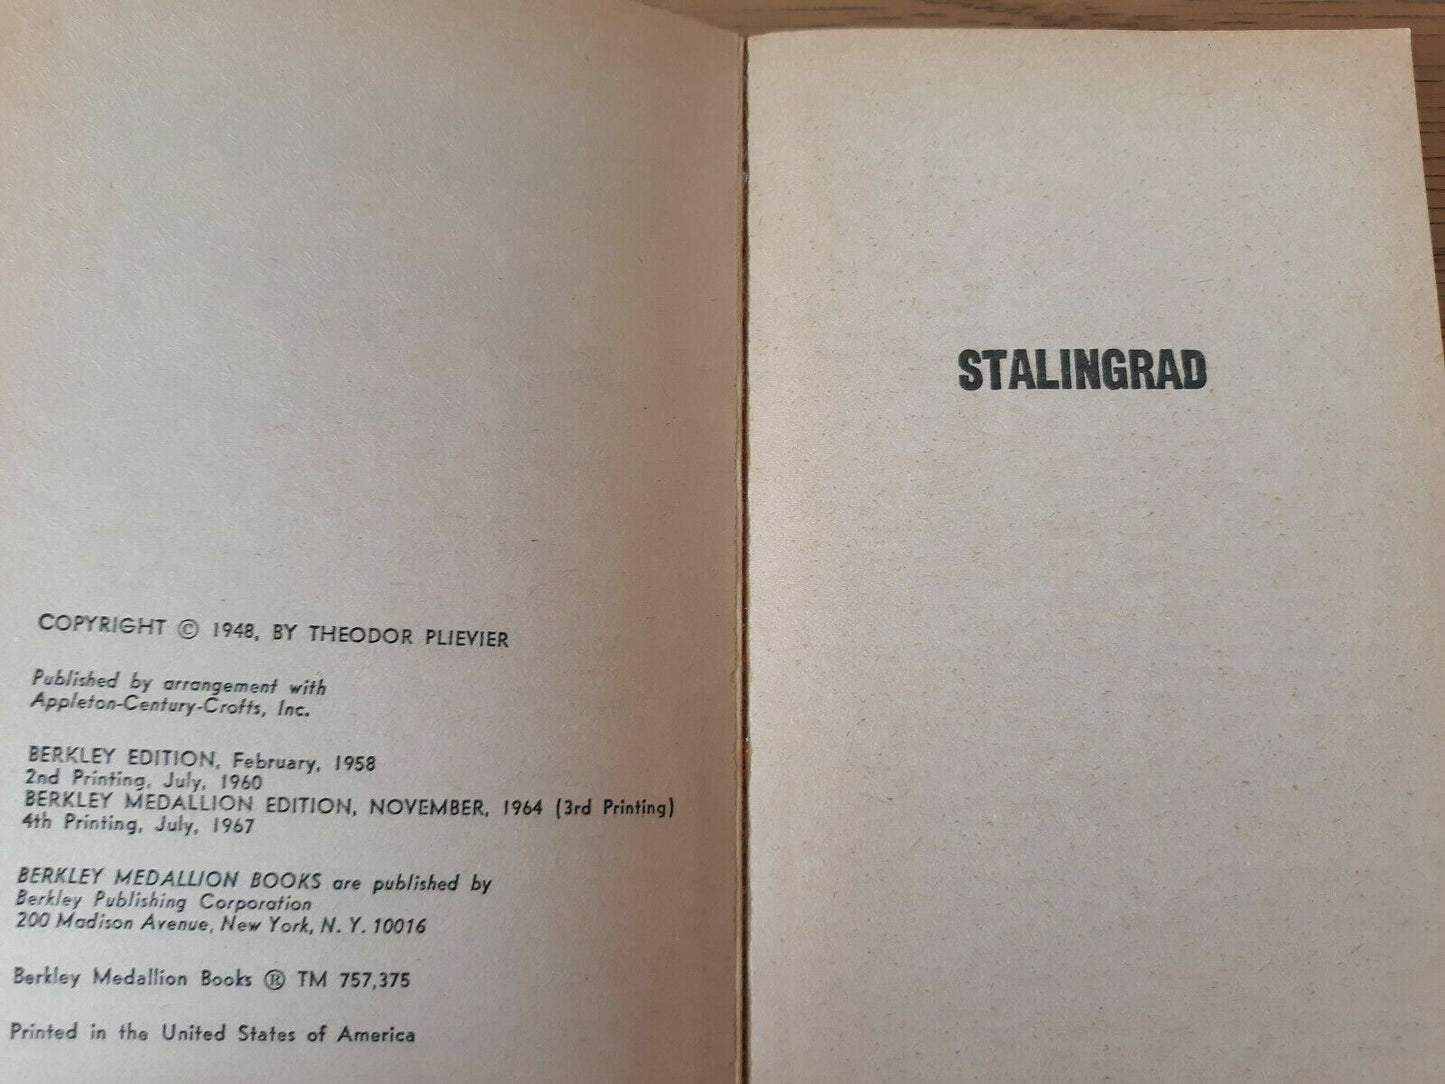 COPYRIGHT © 1948, BY THEODOR PLIEVIER
Published by arrangement with
Appleton-Century-Crofts, Inc.
BERKLEY EDITION, February, 1958
2nd Printing, July, 1960
BERKLEY MEDALLION EDITION, NOVEMBER, 1964 (3rd Printing)
4th Printing, July, 1967
BERKLEY MEDALLION BOOKS are published by
Berkley Publishing Corporation
200 Madison Avenue, New York, N. Y. 10016
Berkley Medallion Books ® TM 757,375
Printed in the United States of America
STALINGRAD